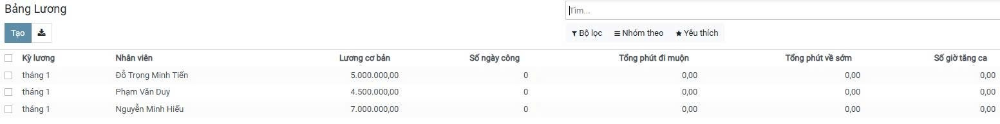 Bảng Lương
Tìm...
Tạo
Bộ lọc Nhóm theo Yêu thích
Kỳ lương Nhân viên Lương cơ bản Số ngày công Tổng phút đi muộn Tổng phút về sớm Số giờ tăng ca
tháng 1 Đỗ Trọng Minh Tiến 5.000.000,00 0 0,00 0,00 0,00
tháng 1 Phạm Văn Duy 4.500.000,00 0 0,00 0,00 0,00
tháng 1 Nguyễn Minh Hiếu 7.000.000,00 0 0,00 0,00 0,00